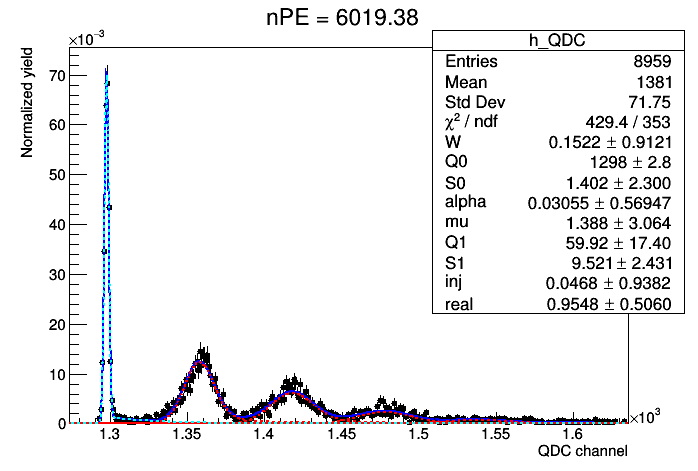 nPE = 6019.38
×10⁻³
h_QDC
Entries 8959
Mean 1381
Std Dev 71.75
χ² / ndf 429.4 / 353
W 0.1522 ± 0.9121
Q0 1298 ± 2.8
S0 1.402 ± 2.300
alpha 0.03055 ± 0.56947
mu 1.388 ± 3.064
Q1 59.92 ± 17.40
S1 9.521 ± 2.431
inj 0.0468 ± 0.9382
real 0.9548 ± 0.5060
Normalized yield
70
60
50
40
30
20
10
0
1.3 1.35 1.4 1.45 1.5 1.55 1.6
×10³
QDC channel